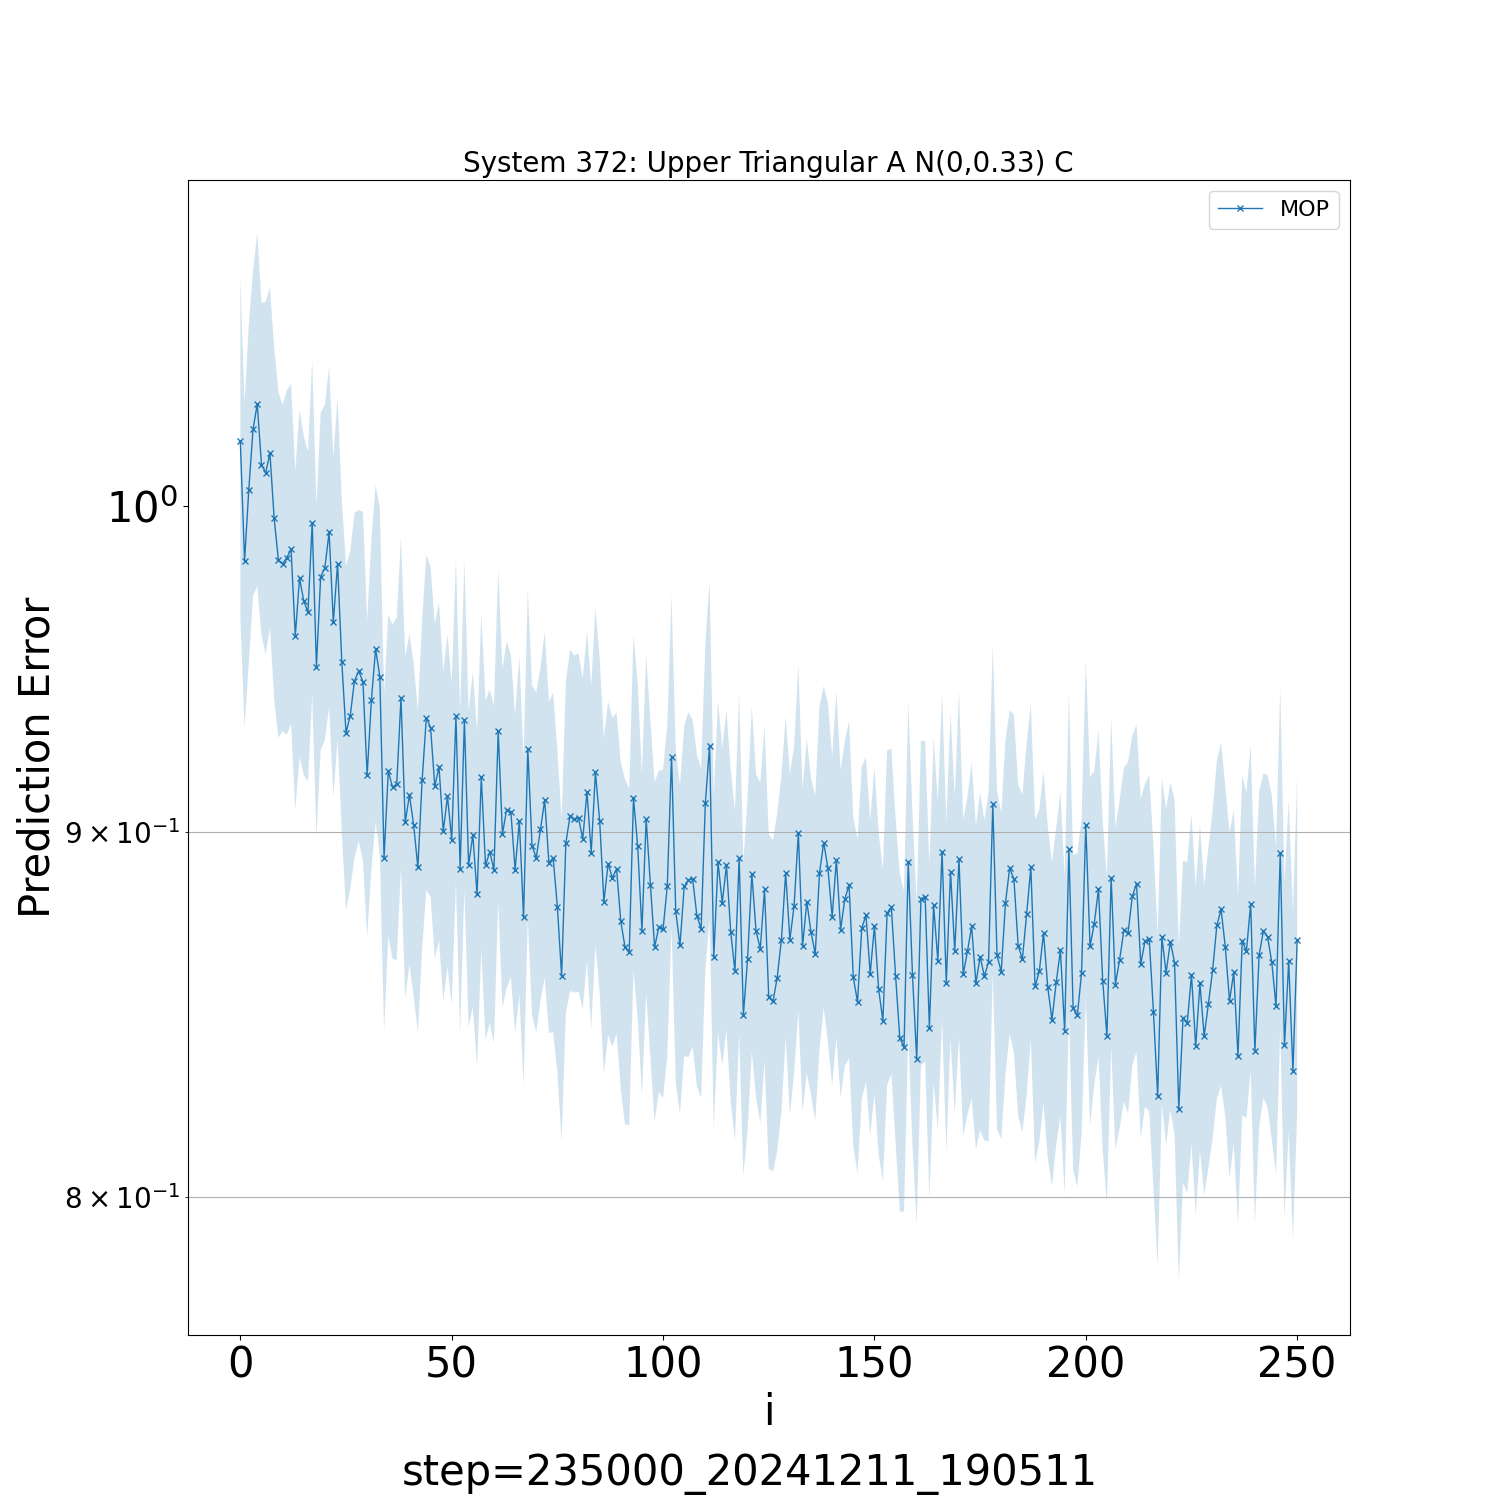 System 372: Upper Triangular A N(0,0.33) C
MOP
Prediction Error
10⁰
9 × 10⁻¹
8 × 10⁻¹
0 50 100 150 200 250
i
step=235000_20241211_190511